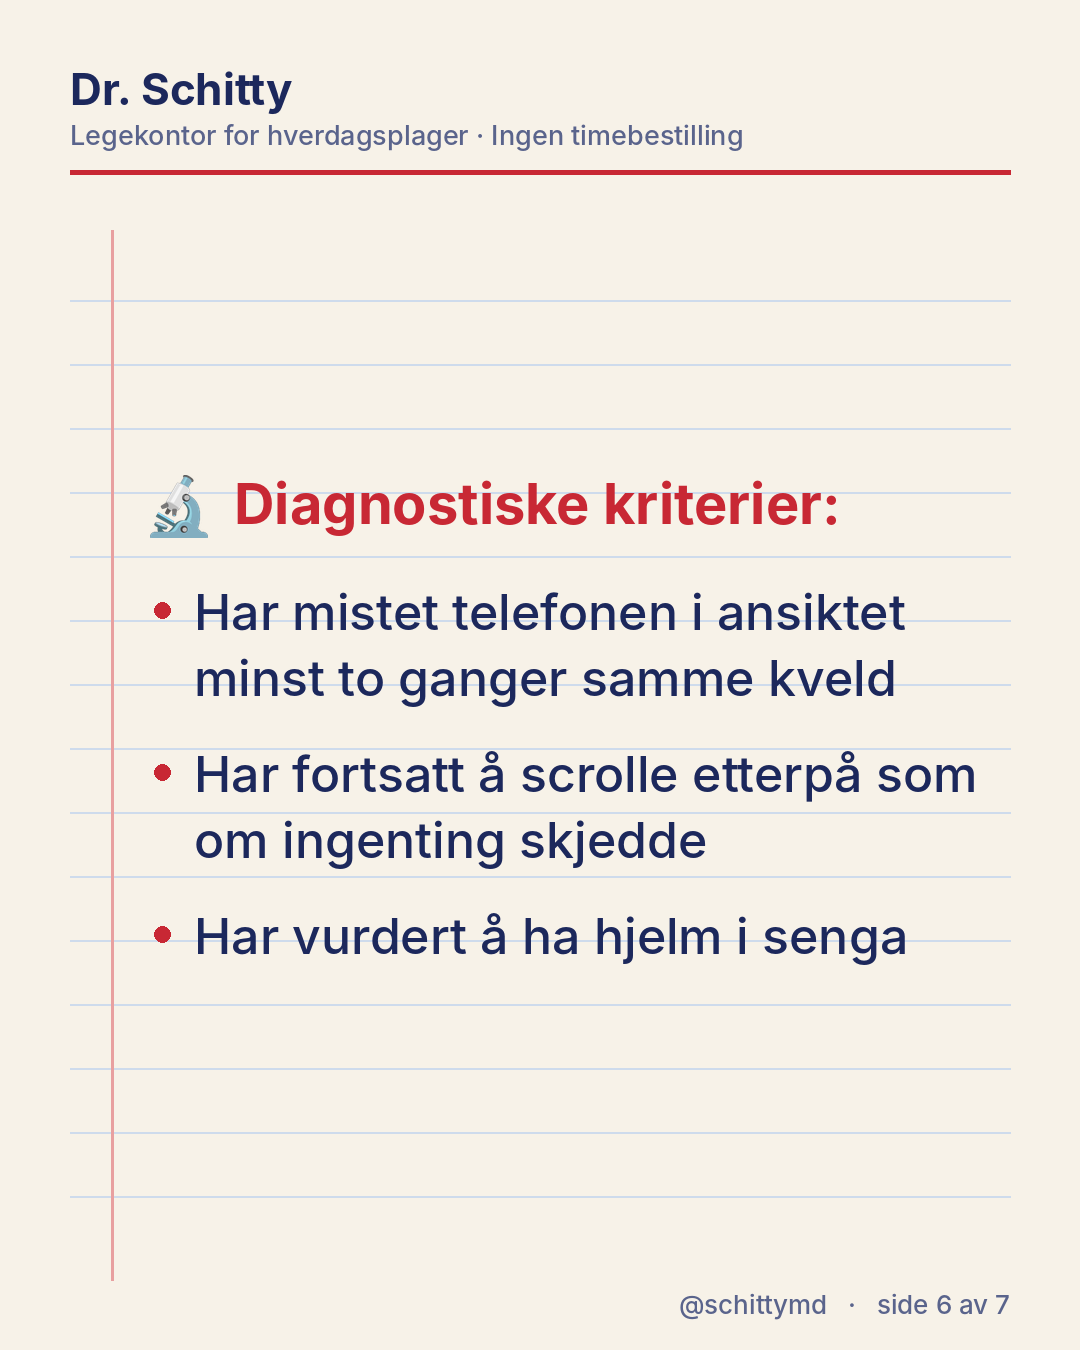 Dr. Schitty
Legekontor for hverdagsplager · Ingen timebestilling
🔬 Diagnostiske kriterier:
• Har mistet telefonen i ansiktet
minst to ganger samme kveld
• Har fortsatt å scrolle etterpå som
om ingenting skjedde
• Har vurdert å ha hjelm i senga
@schittymd · side 6 av 7